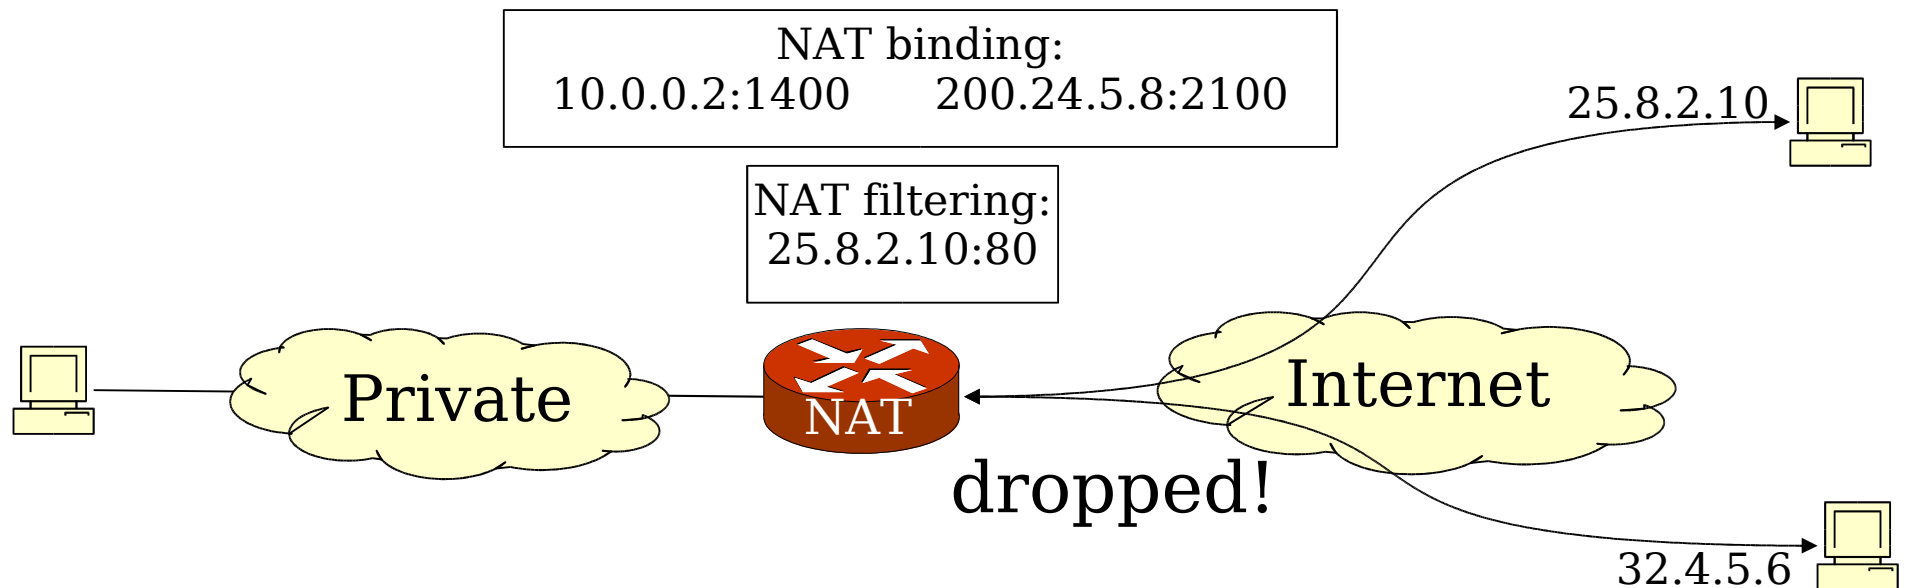 NAT binding:
10.0.0.2:1400 200.24.5.8:2100
25.8.2.10
NAT filtering:
25.8.2.10:80
Private
NAT
Internet
dropped!
32.4.5.6